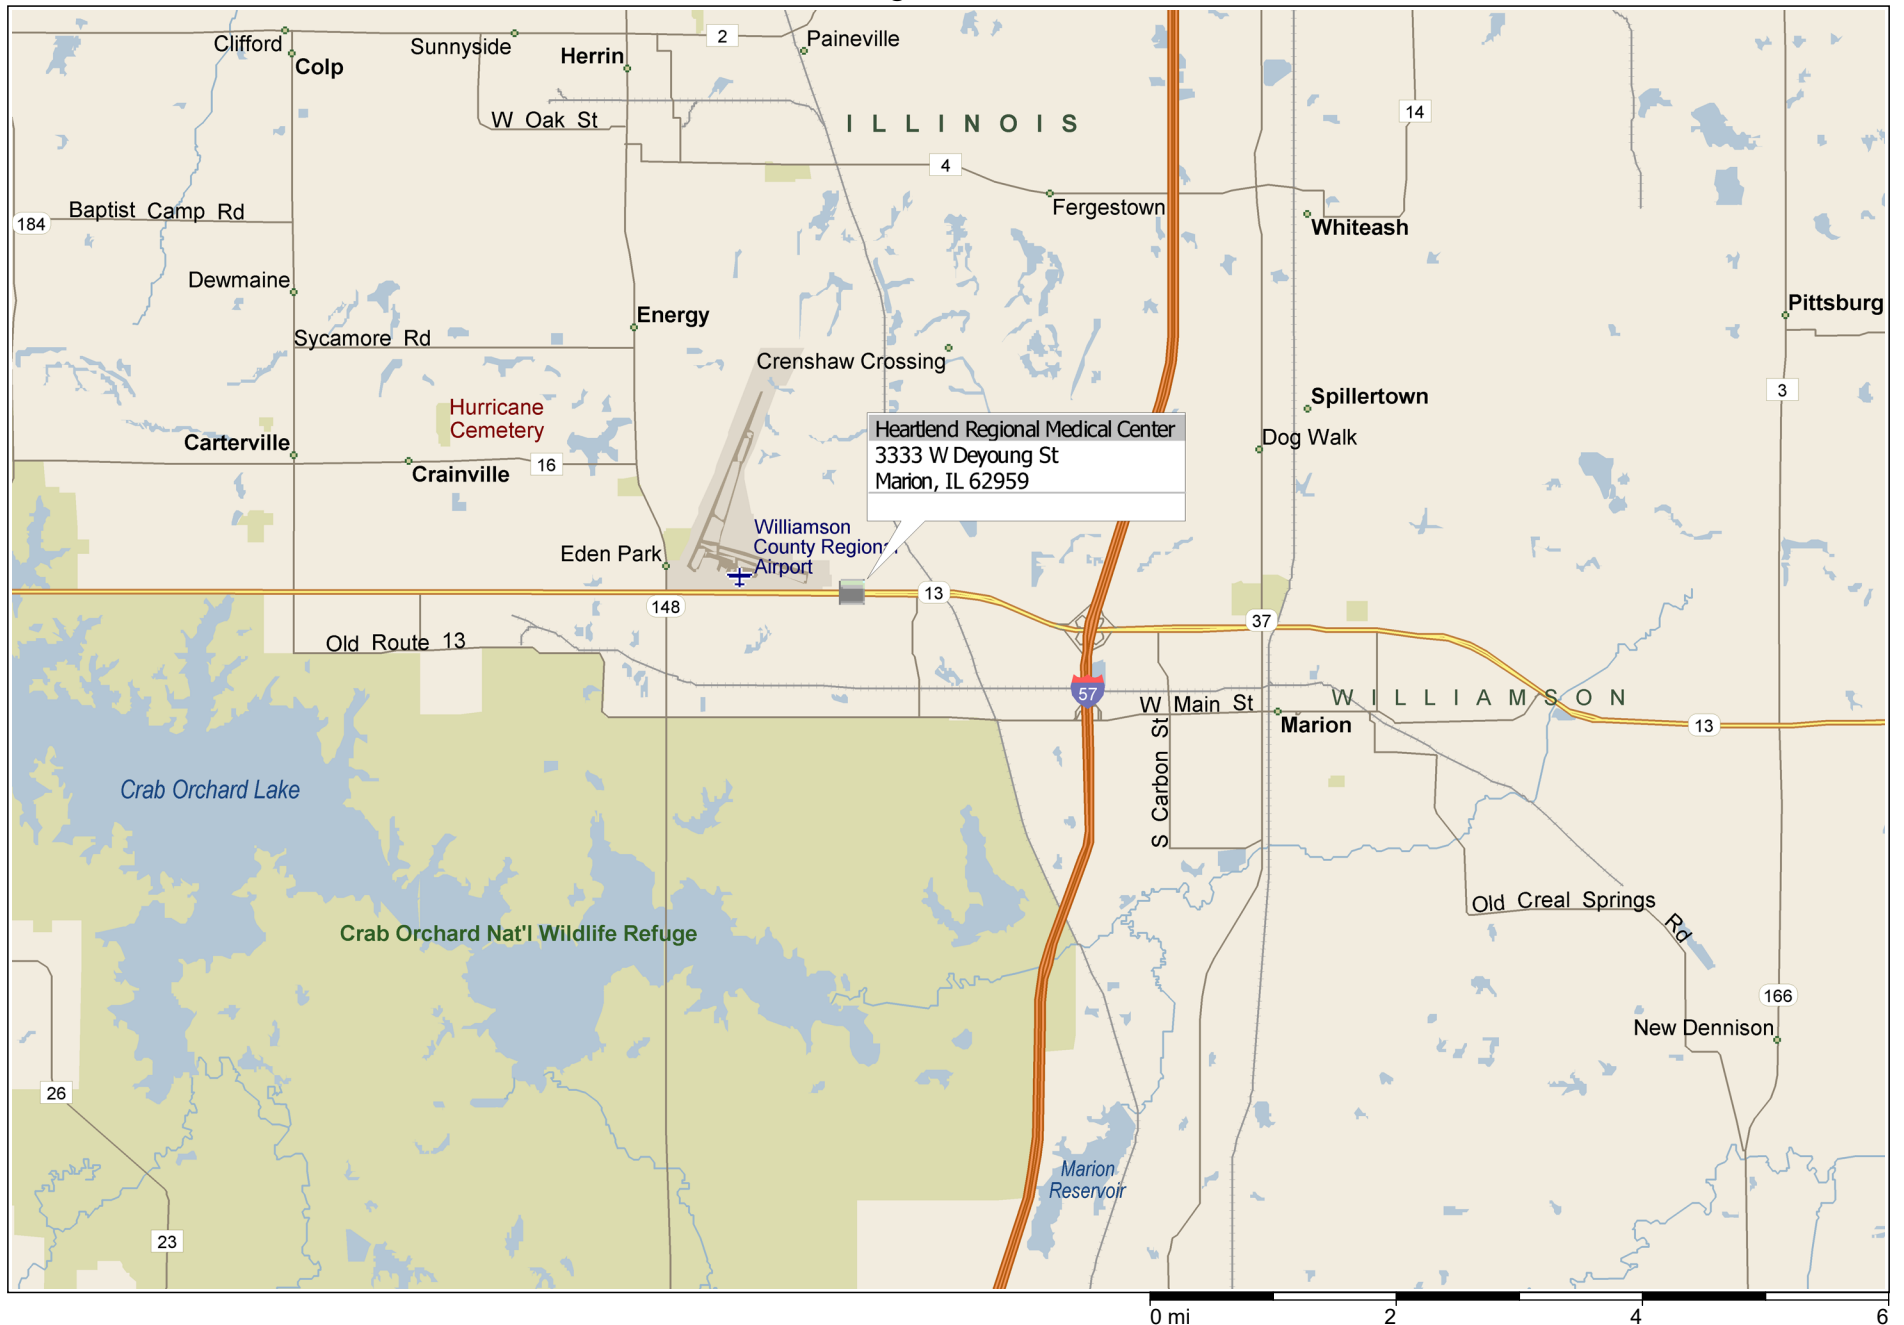 Clifford
Sunnyside
2
Paineville
Herrin
Colp
14
W Oak St
ILLINOIS
4
Baptist Camp Rd
Fergestown
184
Whiteash
Dewmaine
Pittsburg
Energy
Sycamore Rd
Crenshaw Crossing
3
Spillertown
Hurricane
Cemetery
Heartlend Regional Medical Center
3333 W Deyoung St
Marion, IL 62959
Dog Walk
Carterville
Crainville
16
Williamson
County Regional
Airport
Eden Park
13
148
37
Old Route 13
57
WILLIAMSON
W Main St
Marion
13
S Carbon St
Crab Orchard Lake
Old Creal Springs Rd
Crab Orchard Nat'l Wildlife Refuge
166
New Dennison
26
Marion
Reservoir
23
0 mi 2 4 6